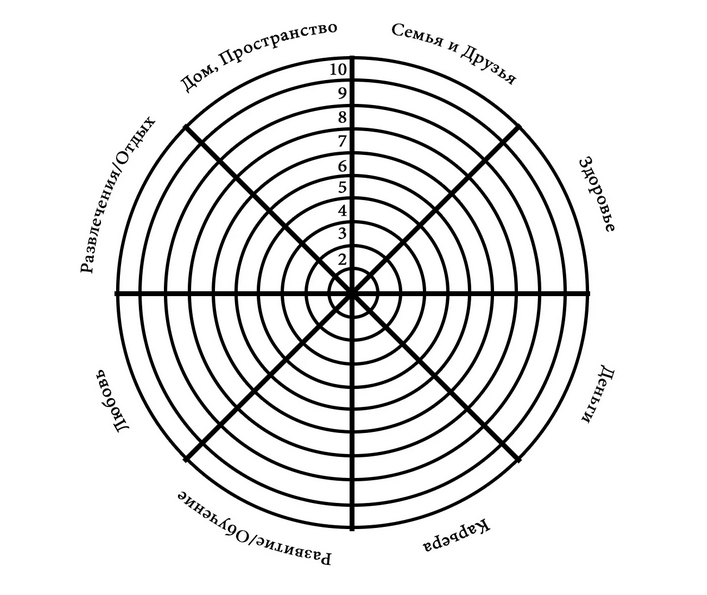 Дом, Пространство
Семья и Друзья
Здоровье
Деньги
Карьера
Развитие/Обучение
Любовь
Развлечения/Отдых
10
9
8
7
6
5
4
3
2